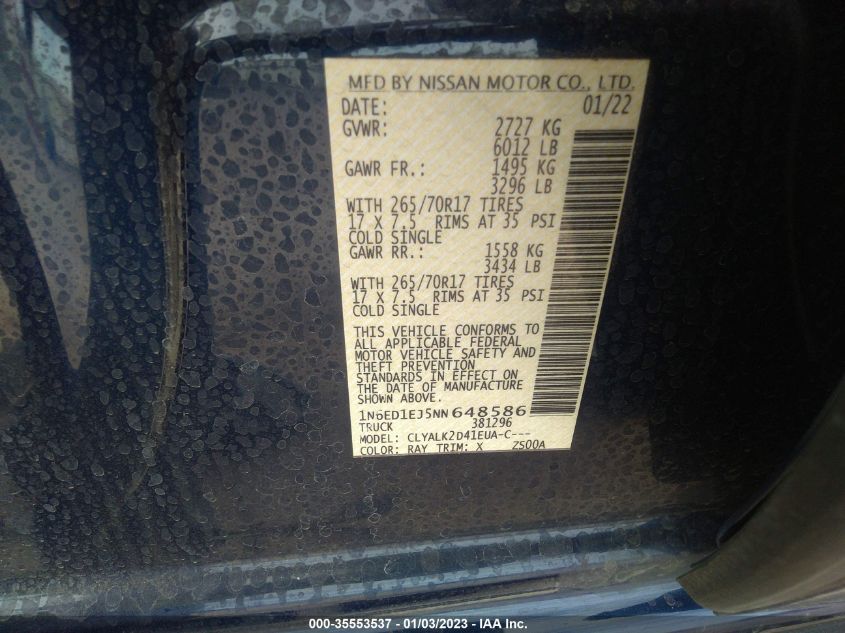 MFD BY NISSAN MOTOR CO., LTD.
DATE: 01/22
GVWR: 2727 KG
6012 LB
GAWR FR.: 1495 KG
3296 LB
WITH 265/70R17 TIRES
17 X 7.5 RIMS AT 35 PSI
COLD SINGLE
GAWR RR.: 1558 KG
3434 LB
WITH 265/70R17 TIRES
17 X 7.5 RIMS AT 35 PSI
COLD SINGLE
THIS VEHICLE CONFORMS TO
ALL APPLICABLE FEDERAL
MOTOR VEHICLE SAFETY AND
THEFT PREVENTION
STANDARDS IN EFFECT ON
THE DATE OF MANUFACTURE
SHOWN ABOVE.
1N6ED1EJ5NN648586
TRUCK 381296
MODEL: CLYALK2D41EUA-C---
COLOR: RAY TRIM: X ZS00A
000-35553537 - 01/03/2023 - IAA Inc.